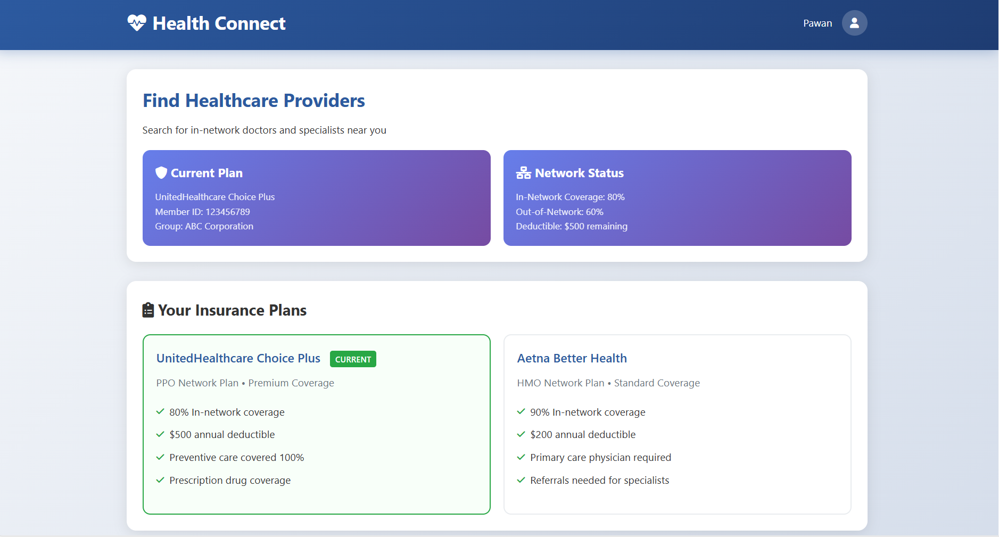 Health Connect
Pawan
Find Healthcare Providers
Search for in-network doctors and specialists near you
Current Plan
UnitedHealthcare Choice Plus
Member ID: 123456789
Group: ABC Corporation
Network Status
In-Network Coverage: 80%
Out-of-Network: 60%
Deductible: $500 remaining
Your Insurance Plans
UnitedHealthcare Choice Plus CURRENT
PPO Network Plan • Premium Coverage
80% In-network coverage
$500 annual deductible
Preventive care covered 100%
Prescription drug coverage
Aetna Better Health
HMO Network Plan • Standard Coverage
90% In-network coverage
$200 annual deductible
Primary care physician required
Referrals needed for specialists